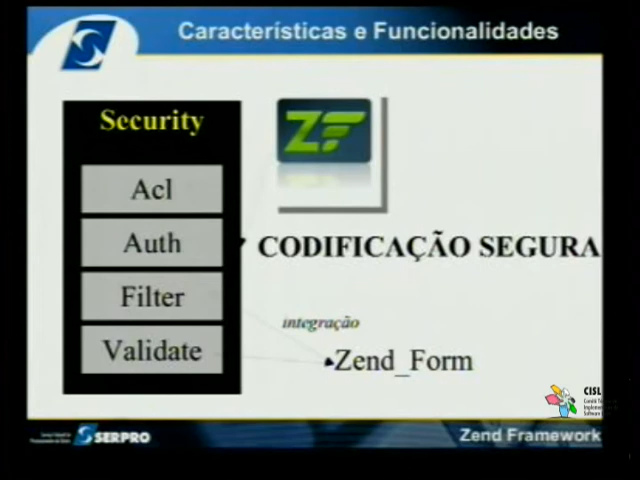 Características e Funcionalidades
Security
ZF
Acl
Auth
CODIFICAÇÃO SEGURA
Filter
integração
Validate
Zend_Form
CISL
SERPRO
Zend Framework